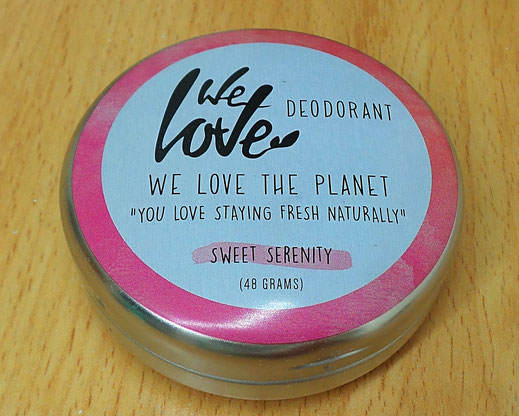 We
love
DEODORANT
WE LOVE THE PLANET
"YOU LOVE STAYING FRESH NATURALLY"
SWEET SERENITY
(48 GRAMS)